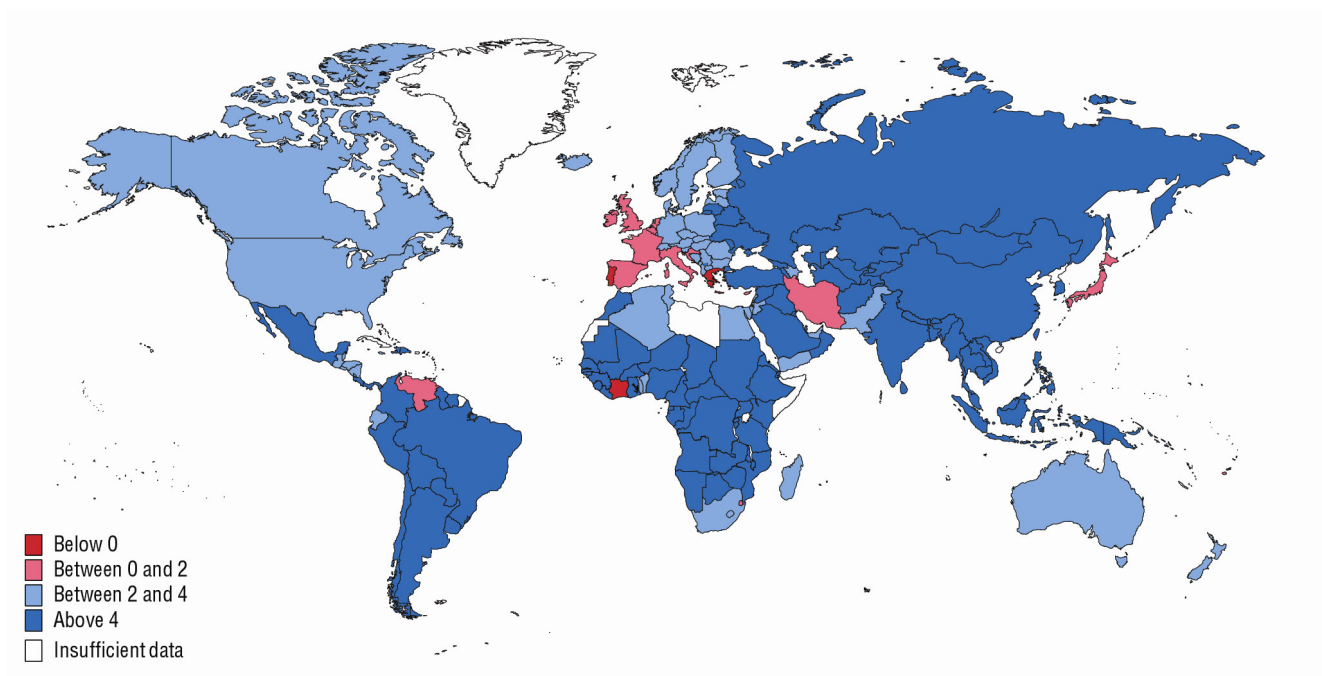 Below 0
Between 0 and 2
Between 2 and 4
Above 4
Insufficient data